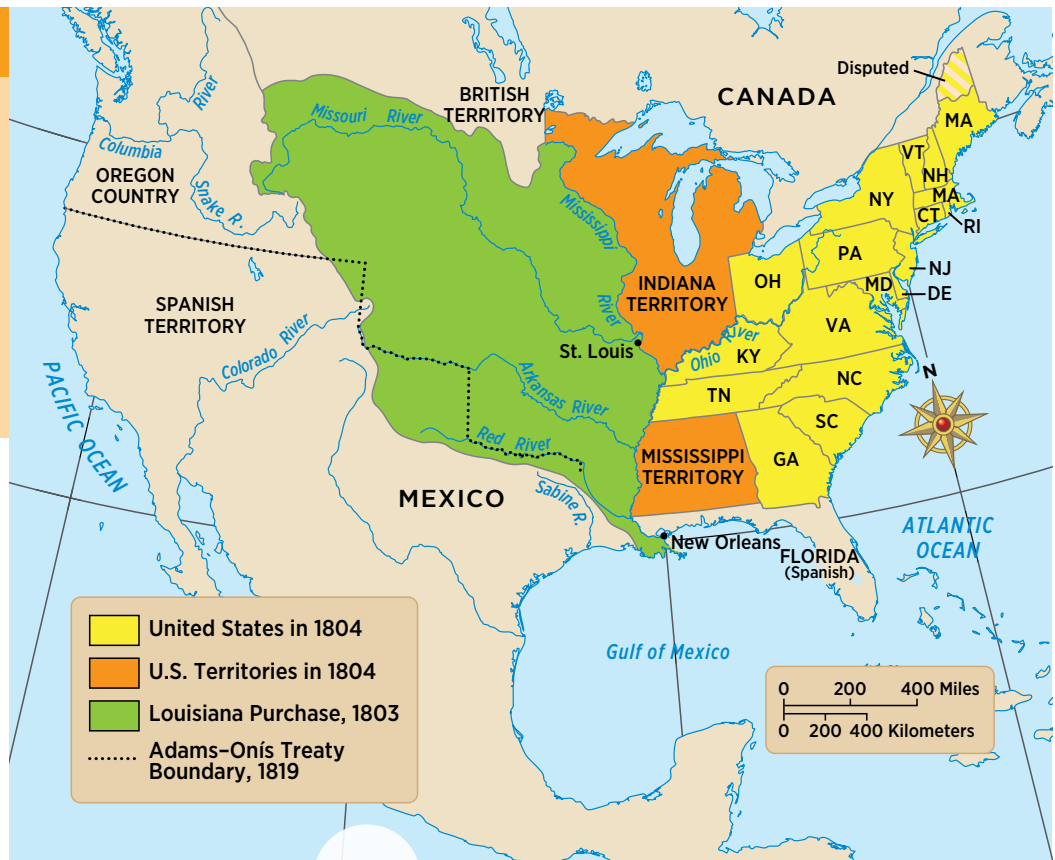 Disputed
CANADA
BRITISH
TERRITORY
MA
Missouri River
River
Columbia
OREGON
COUNTRY
Snake R.
VT
NH
MA
NY
CT
RI
Mississippi
River
PA
NJ
OH
MD
DE
INDIANA
TERRITORY
SPANISH
TERRITORY
VA
Colorado River
St. Louis
Ohio River
KY
N
Arkansas River
NC
TN
PACIFIC OCEAN
SC
Red River
MISSISSIPPI
TERRITORY
GA
MEXICO
Sabine R.
ATLANTIC
OCEAN
New Orleans
FLORIDA
(Spanish)
Gulf of Mexico
United States in 1804
U.S. Territories in 1804
Louisiana Purchase, 1803
Adams–Onís Treaty
Boundary, 1819
0 200 400 Miles
0 200 400 Kilometers